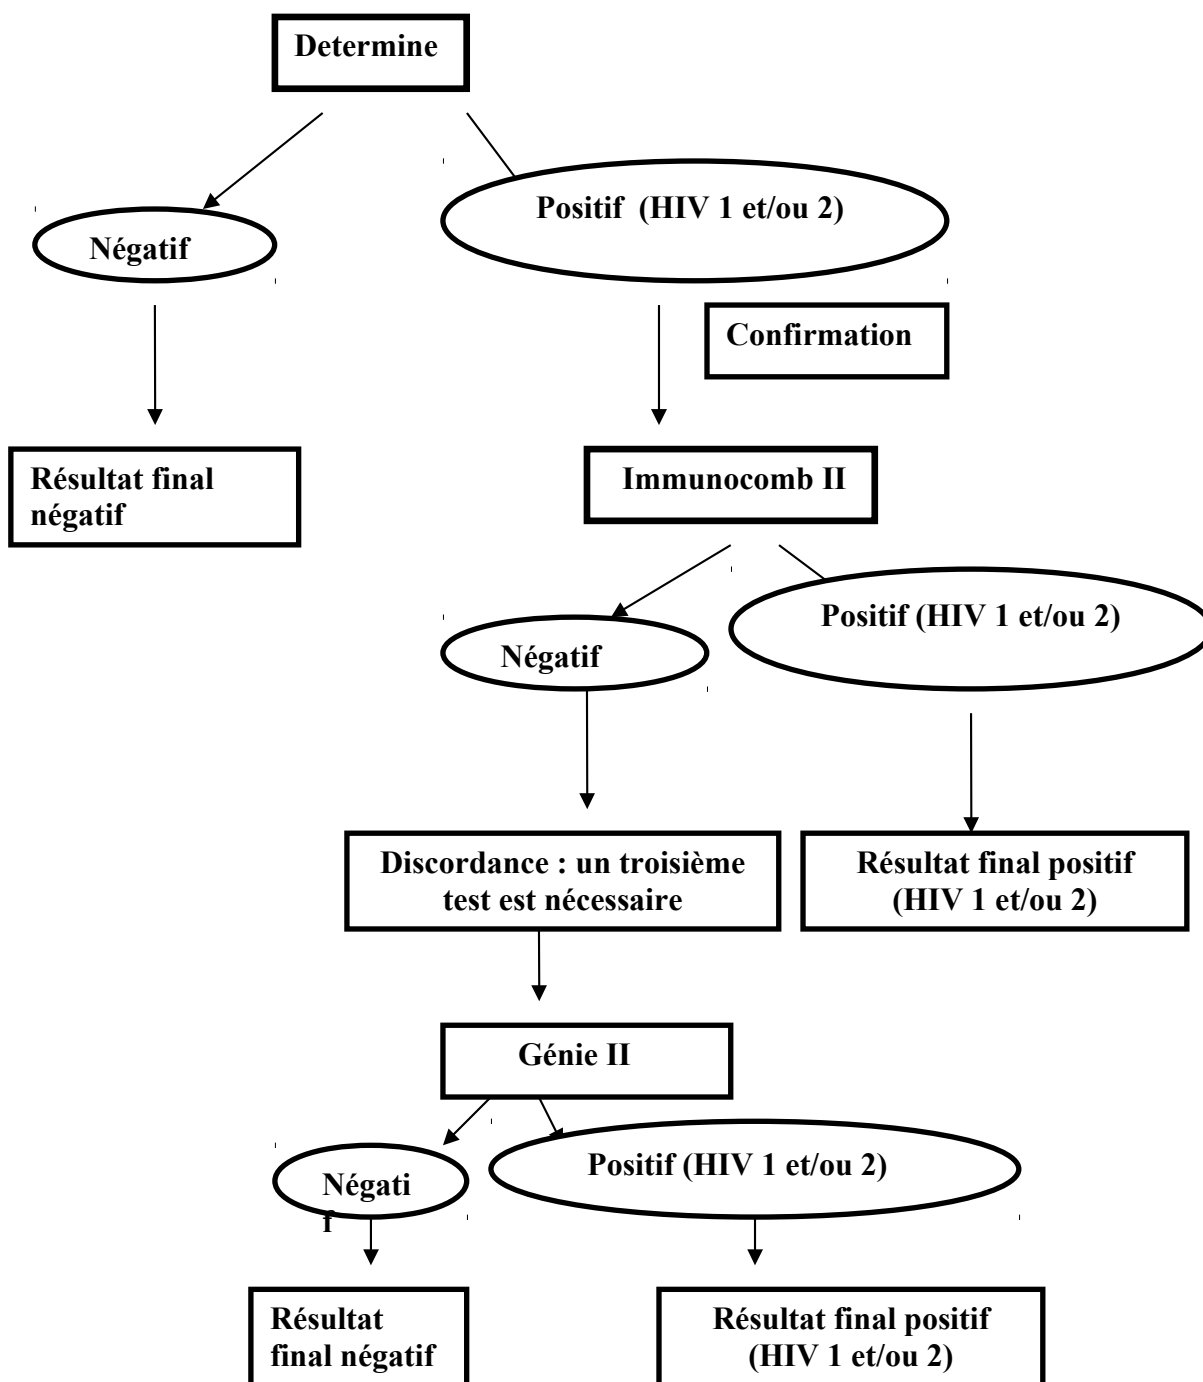 Determine
Positif (HIV 1 et/ou 2)
Négatif
Confirmation
Résultat final
négatif
Immunocomb II
Positif (HIV 1 et/ou 2)
Négatif
Discordance : un troisième
test est nécessaire
Résultat final positif
(HIV 1 et/ou 2)
Génie II
Positif (HIV 1 et/ou 2)
Négati
f
Résultat
final négatif
Résultat final positif
(HIV 1 et/ou 2)